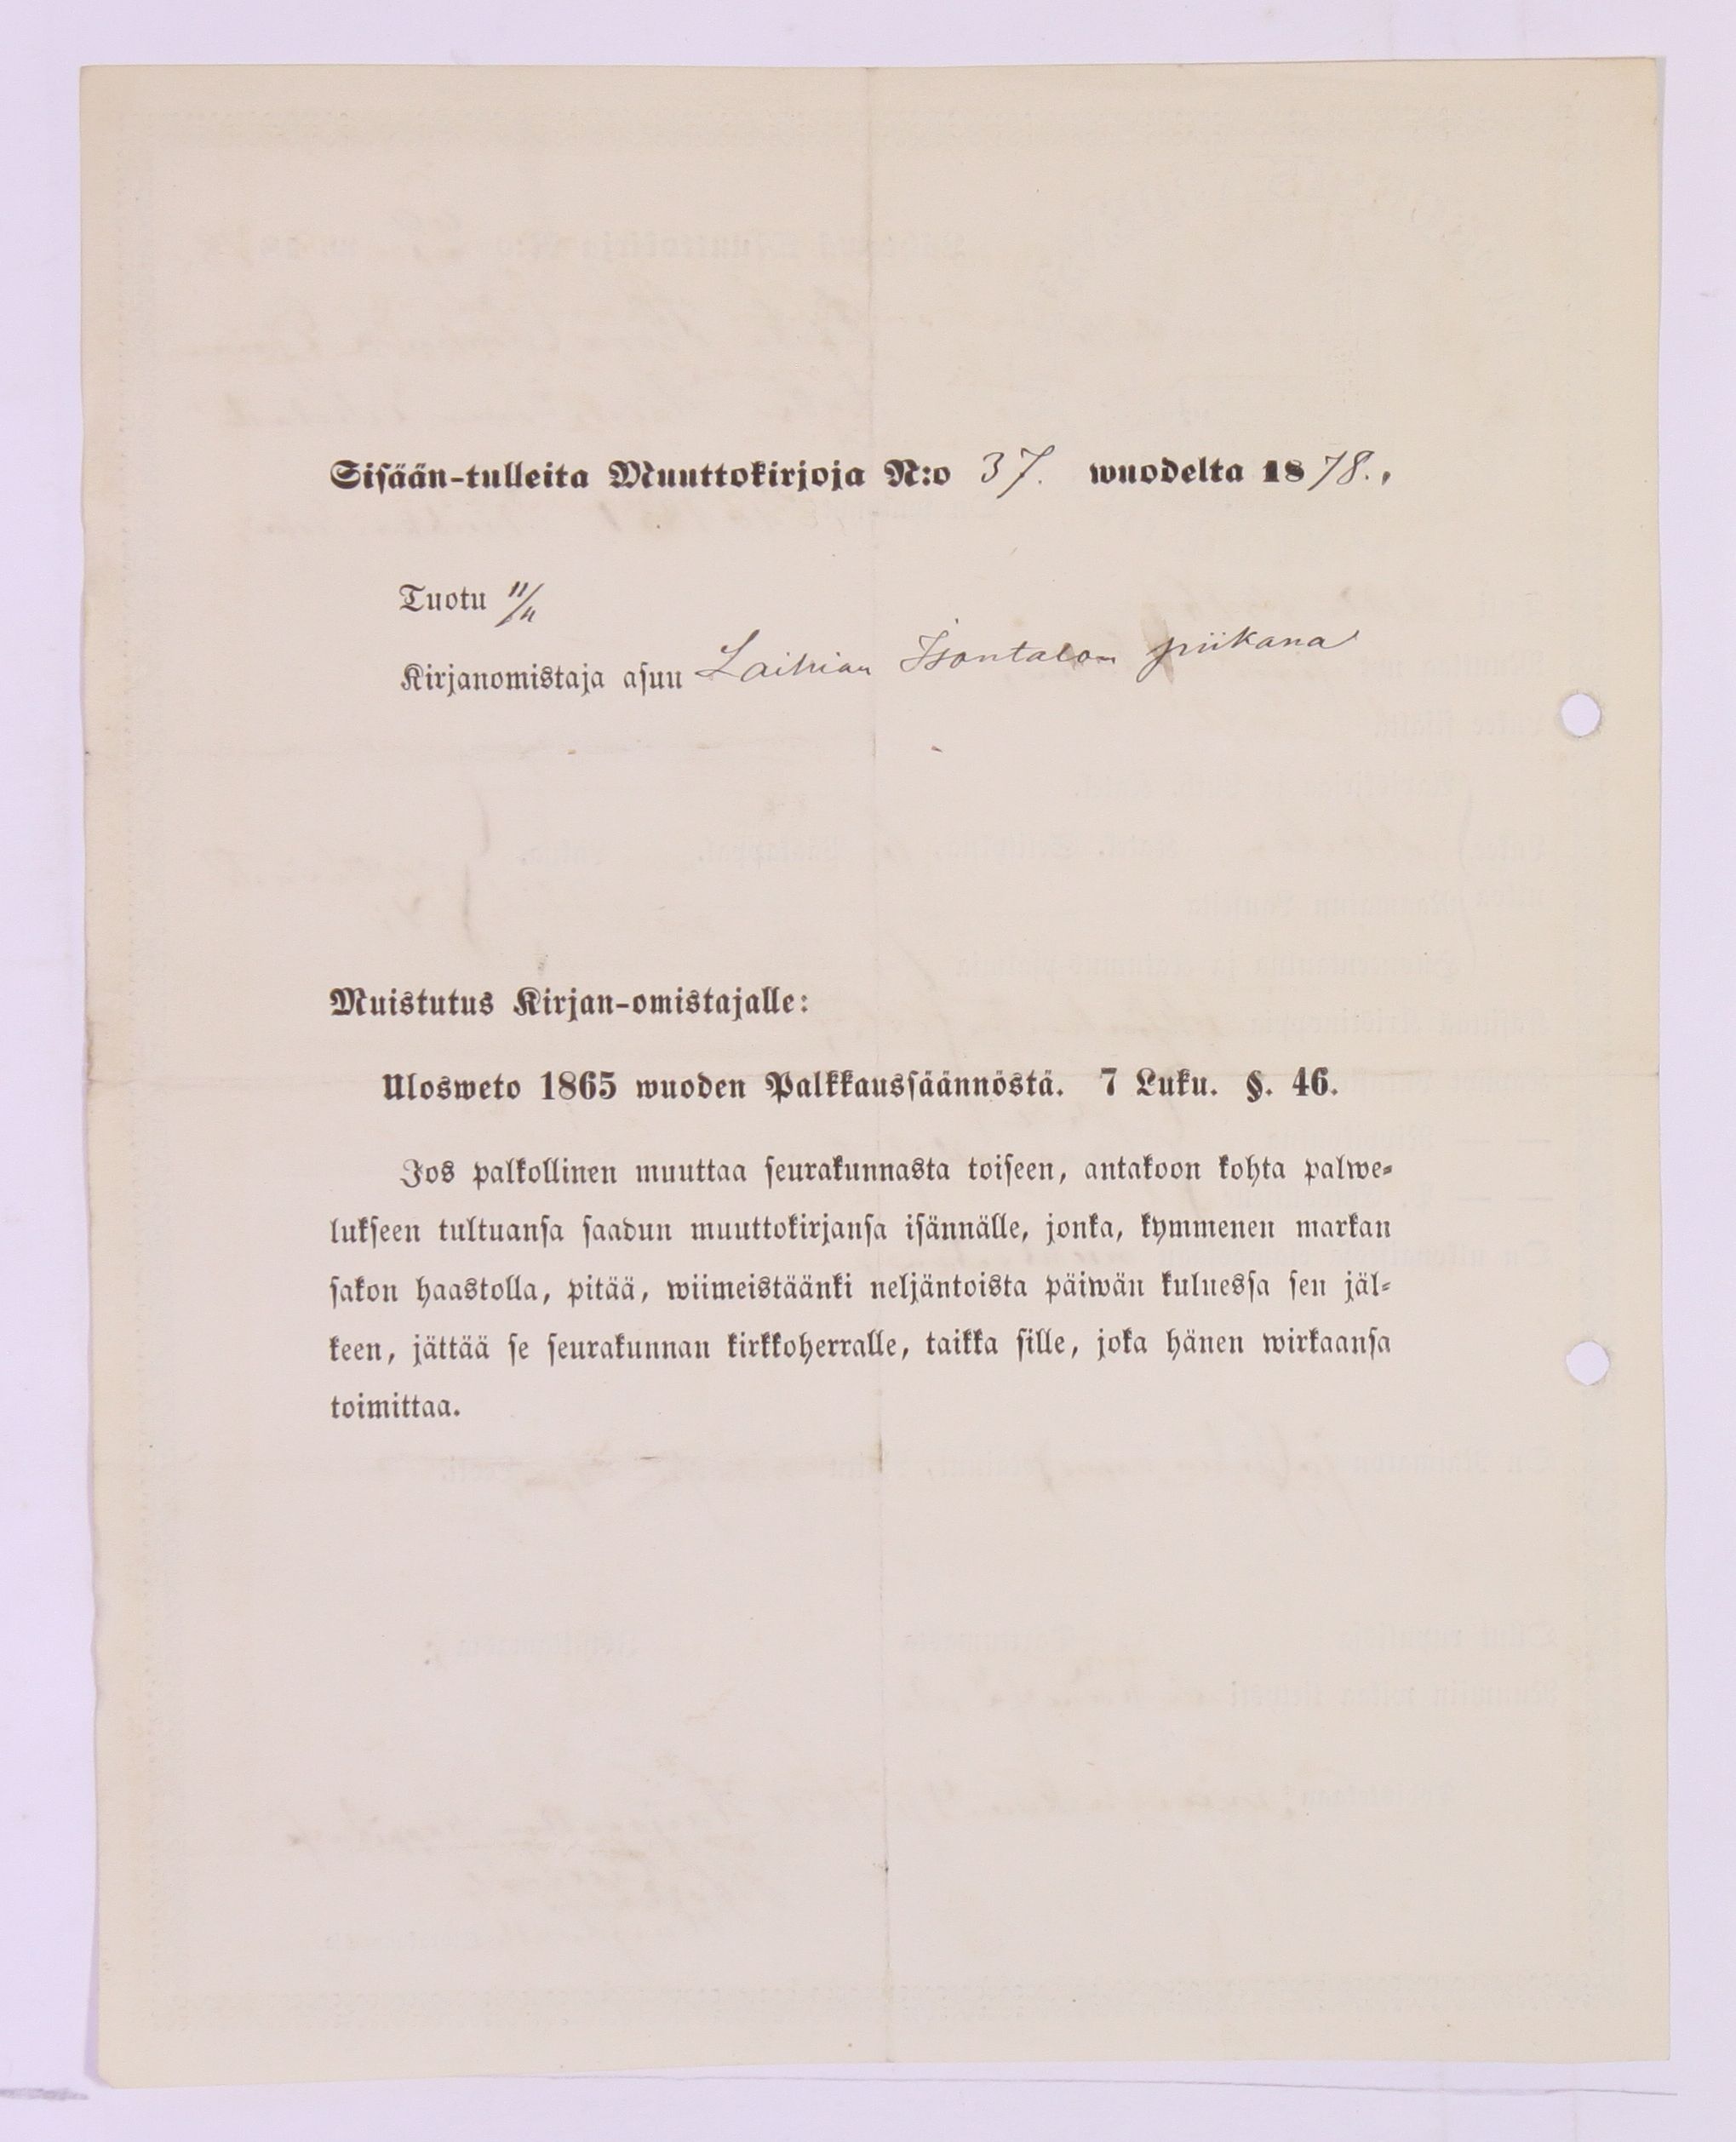 Sisään-tulleita Muuttokirjoja N:o 37. wuodelta 1878.,
Tuotu 11/11
Kirjanomistaja asuu Laihian Isontalon piikana
Muistutus Kirjan-omistajalle:
Ulosweto 1865 wuoden Palkkaussäännöstä. 7 Luku. §. 46.
Jos palkollinen muuttaa seurakunnasta toiseen, antakoon kohta palwe-
lukseen tultuansa saadun muuttokirjansa isännälle, jonka, kymmenen markan
sakon haastolla, pitää, wiimeistäänki neljäntoista päiwän kuluessa sen jäl-
keen, jättää se seurakunnan kirkkoherralle, taikka sille, joka hänen wirkaansa
toimittaa.